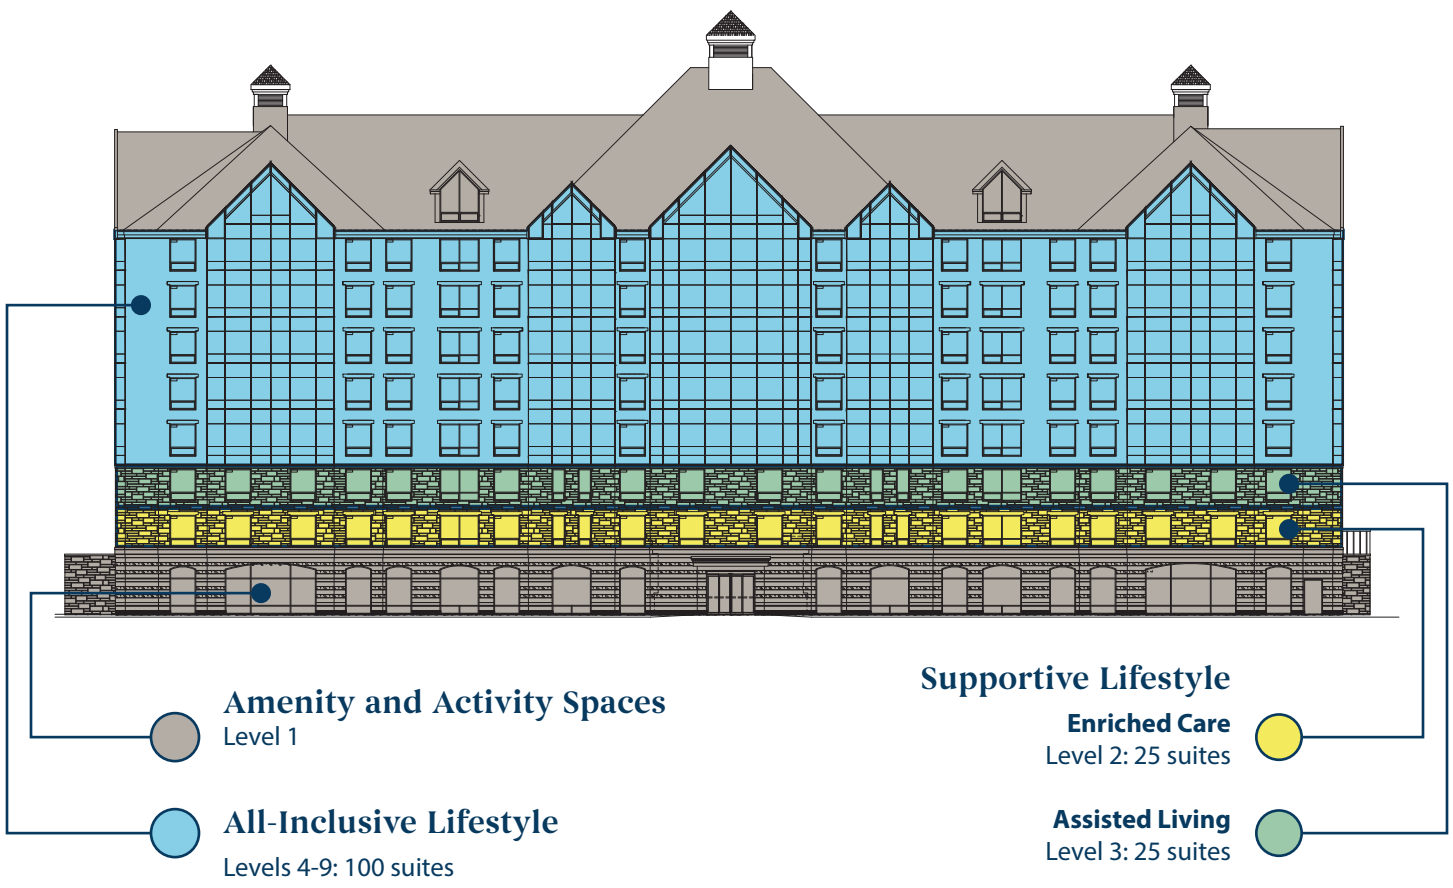 Amenity and Activity Spaces
Level 1
All-Inclusive Lifestyle
Levels 4-9: 100 suites
Supportive Lifestyle
Enriched Care
Level 2: 25 suites
Assisted Living
Level 3: 25 suites